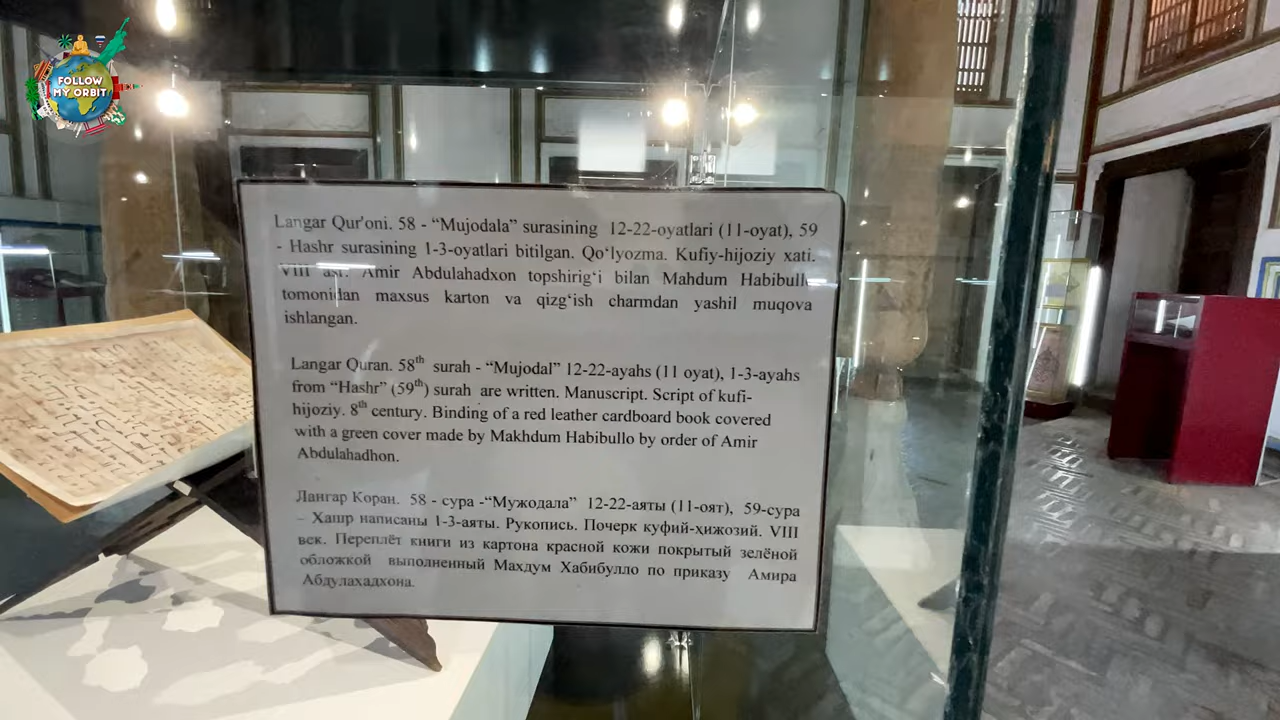 FOLLOW
MY ORBIT
Langar Qur'oni. 58 - “Mujodala” surasining 12-22-oyatlari (11-oyat), 59
- Hashr surasining 1-3-oyatlari bitilgan. Qo‘lyozma. Kufiy-hijoziy xati.
VIII asr. Amir Abdulahadxon topshirig‘i bilan Mahdum Habibullo
tomonidan maxsus karton va qizg‘ish charmdan yashil muqova
ishlangan.
Langar Quran. 58th surah - “Mujodal” 12-22-ayahs (11 oyat), 1-3-ayahs
from “Hashr” (59th) surah are written. Manuscript. Script of kufi-
hijoziy. 8th century. Binding of a red leather cardboard book covered
with a green cover made by Makhdum Habibullo by order of Amir
Abdulahadhon.
Лангар Коран. 58 - сура -“Мужодала” 12-22-аяты (11-оят), 59-сура
– Хашр написаны 1-3-аяты. Рукопись. Почерк куфий-ҳижозий. VIII
век. Переплёт книги из картона красной кожи покрытый зелёной
обложкой выполненный Махдум Хабибулло по приказу Амира
Абдулахадхона.